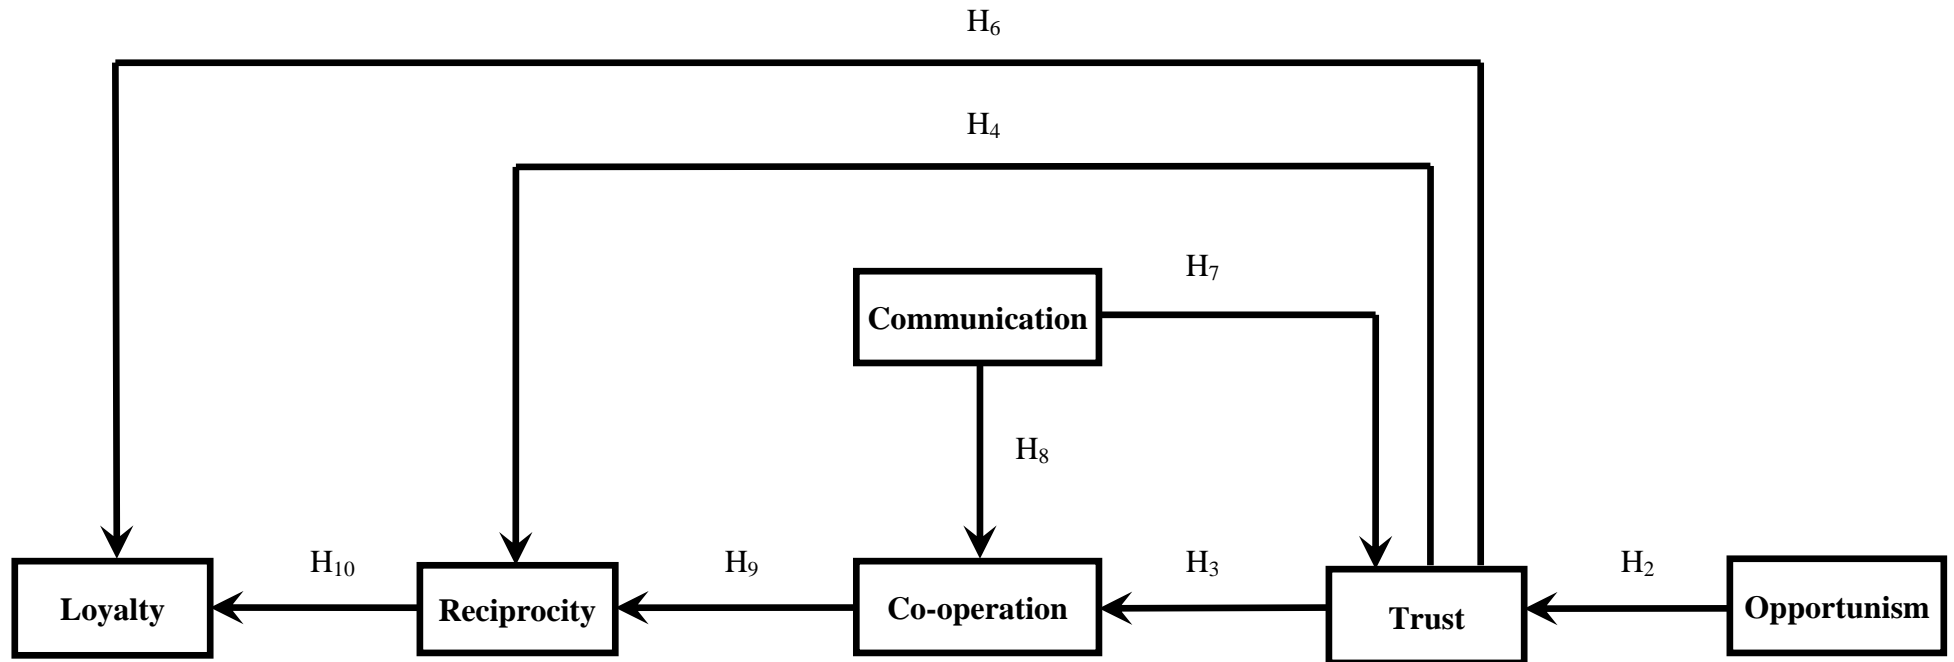 H6
H4
H7
Communication
H8
H10
H9
H3
H2
Loyalty
Reciprocity
Co-operation
Trust
Opportunism